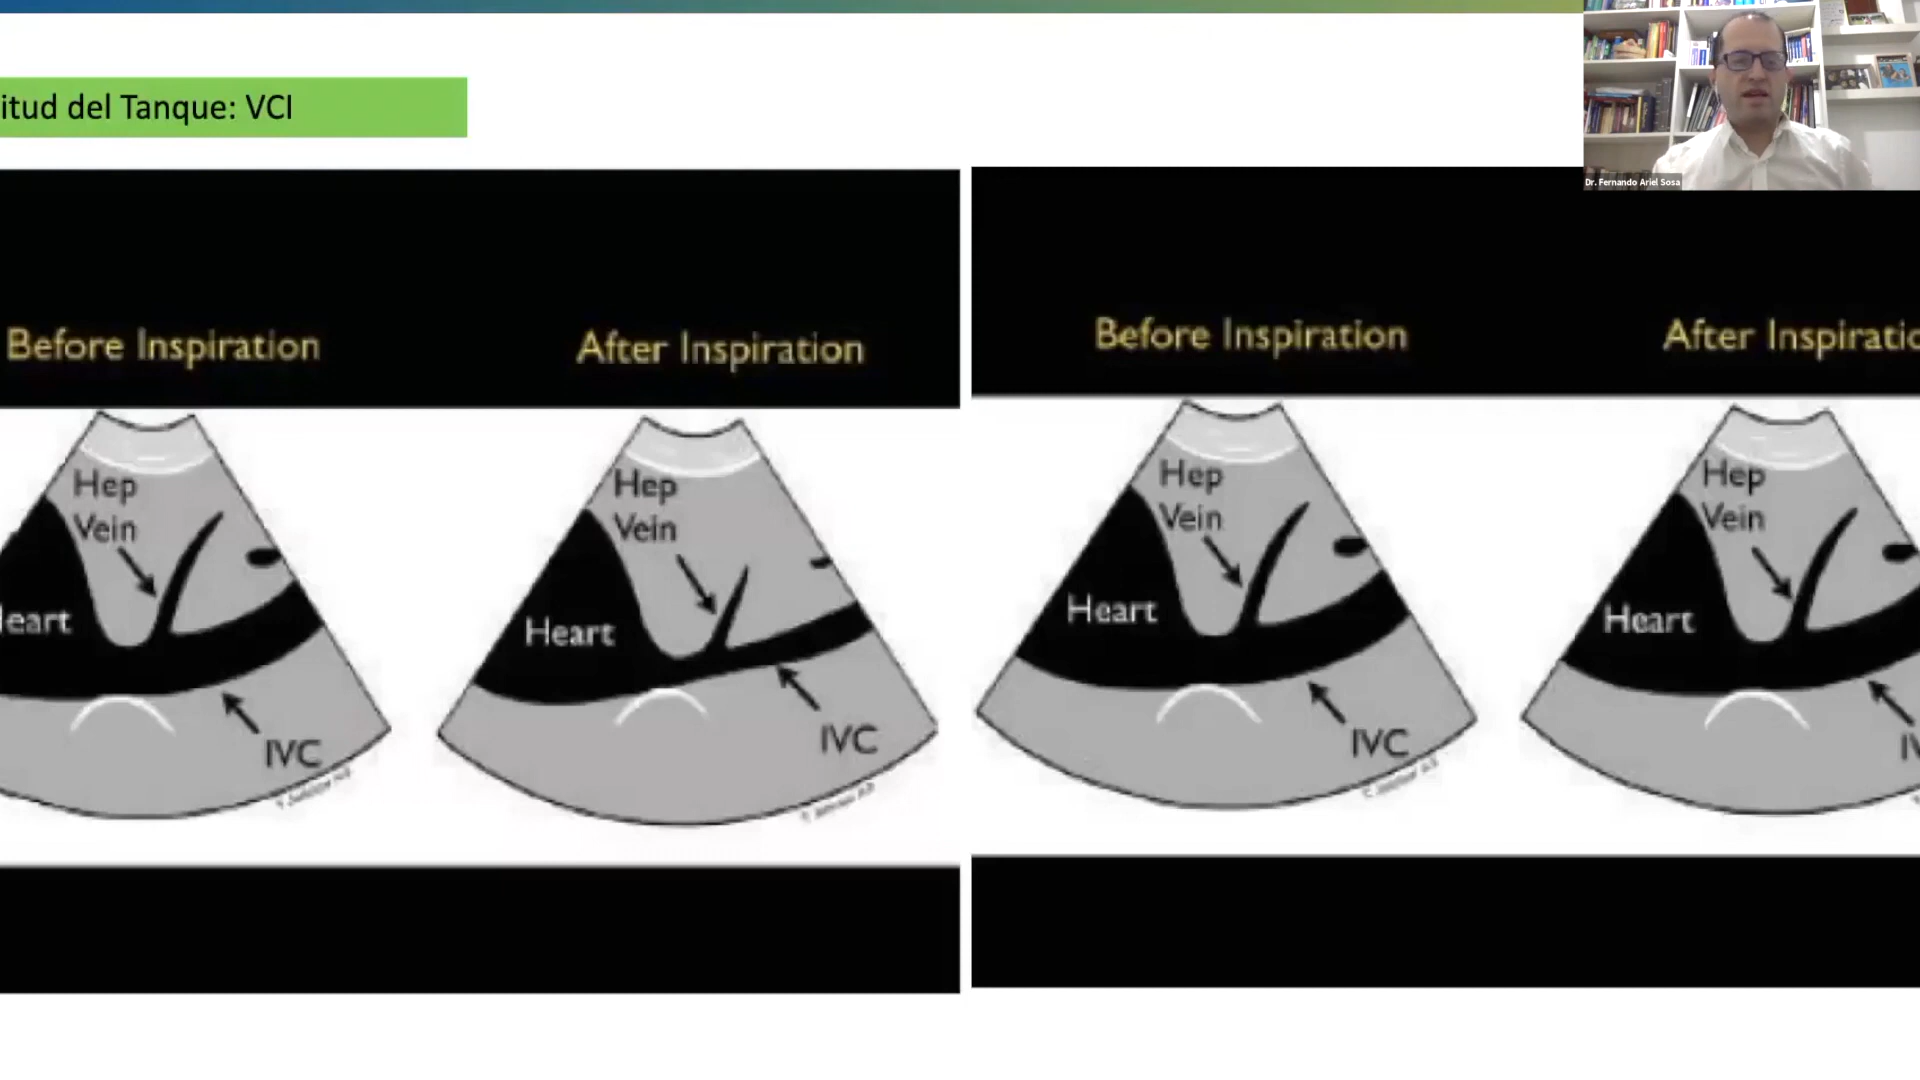 itud del Tanque: VCI
Dr. Fernando Ariel Sosa
Before Inspiration
After Inspiration
Hep
Vein
Heart
IVC
Hep
Vein
Heart
IVC
Before Inspiration
After Inspiratio
Hep
Vein
Heart
IVC
Hep
Vein
Heart
IV